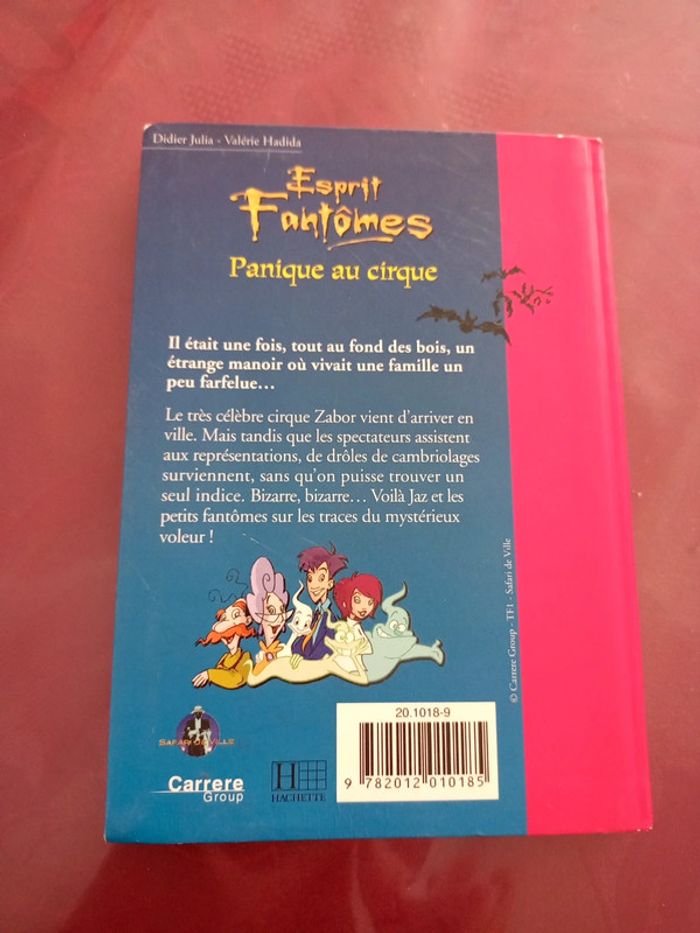 Didier Julia - Valérie Hadida
Esprit
Fantômes
Panique au cirque
Il était une fois, tout au fond des bois, un
étrange manoir où vivait une famille un
peu farfelue…
Le très célèbre cirque Zabor vient d'arriver en
ville. Mais tandis que les spectateurs assistent
aux représentations, de drôles de cambriolages
surviennent, sans qu'on puisse trouver un
seul indice. Bizarre, bizarre… Voilà Jaz et les
petits fantômes sur les traces du mystérieux
voleur !
© Carrere Group - TF1 - Safari de Ville
SAFARI DE VILLE
Carrere
Group
H
HACHETTE
20.1018-9
9 782012 010185